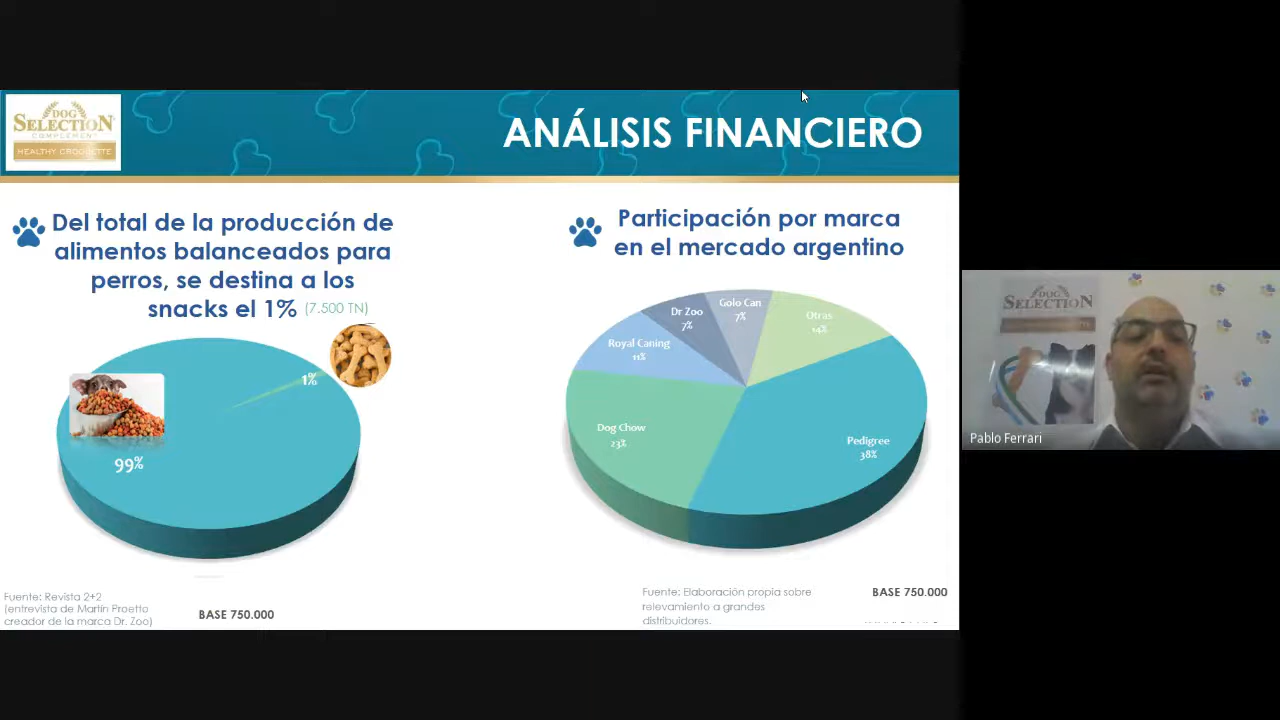 DOG
SELECTION
COMPLEMENT
HEALTHY CROQUETTE
ANÁLISIS FINANCIERO
Del total de la producción de
alimentos balanceados para
perros, se destina a los
snacks el 1% (7.500 TN)
1%
99%
Fuente: Revista 2+2
(entrevista de Martín Proetto
creador de la marca Dr. Zoo)
BASE 750.000
Participación por marca
en el mercado argentino
Golo Can
7%
Dr Zoo
7%
Otras
14%
Royal Caning
11%
Dog Chow
23%
Pedigree
38%
Fuente: Elaboración propia sobre
relevamiento a grandes
distribuidores.
BASE 750.000
DOG
SELECTION
Pablo Ferrari